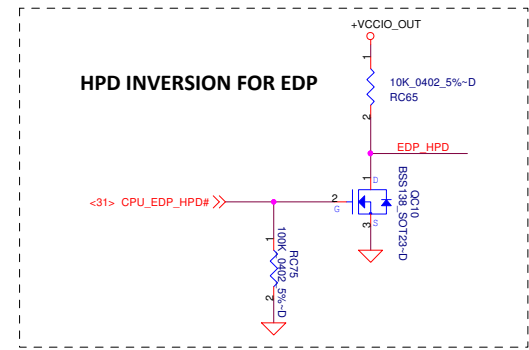 +VCCIO_OUT
1
HPD INVERSION FOR EDP
10K_0402_5%~D
RC65
2
EDP_HPD
1
D
QC10
BSS138_SOT23~D
<31> CPU_EDP_HPD#
2
G
S
3
1
RC75
100K_0402_5%~D
2